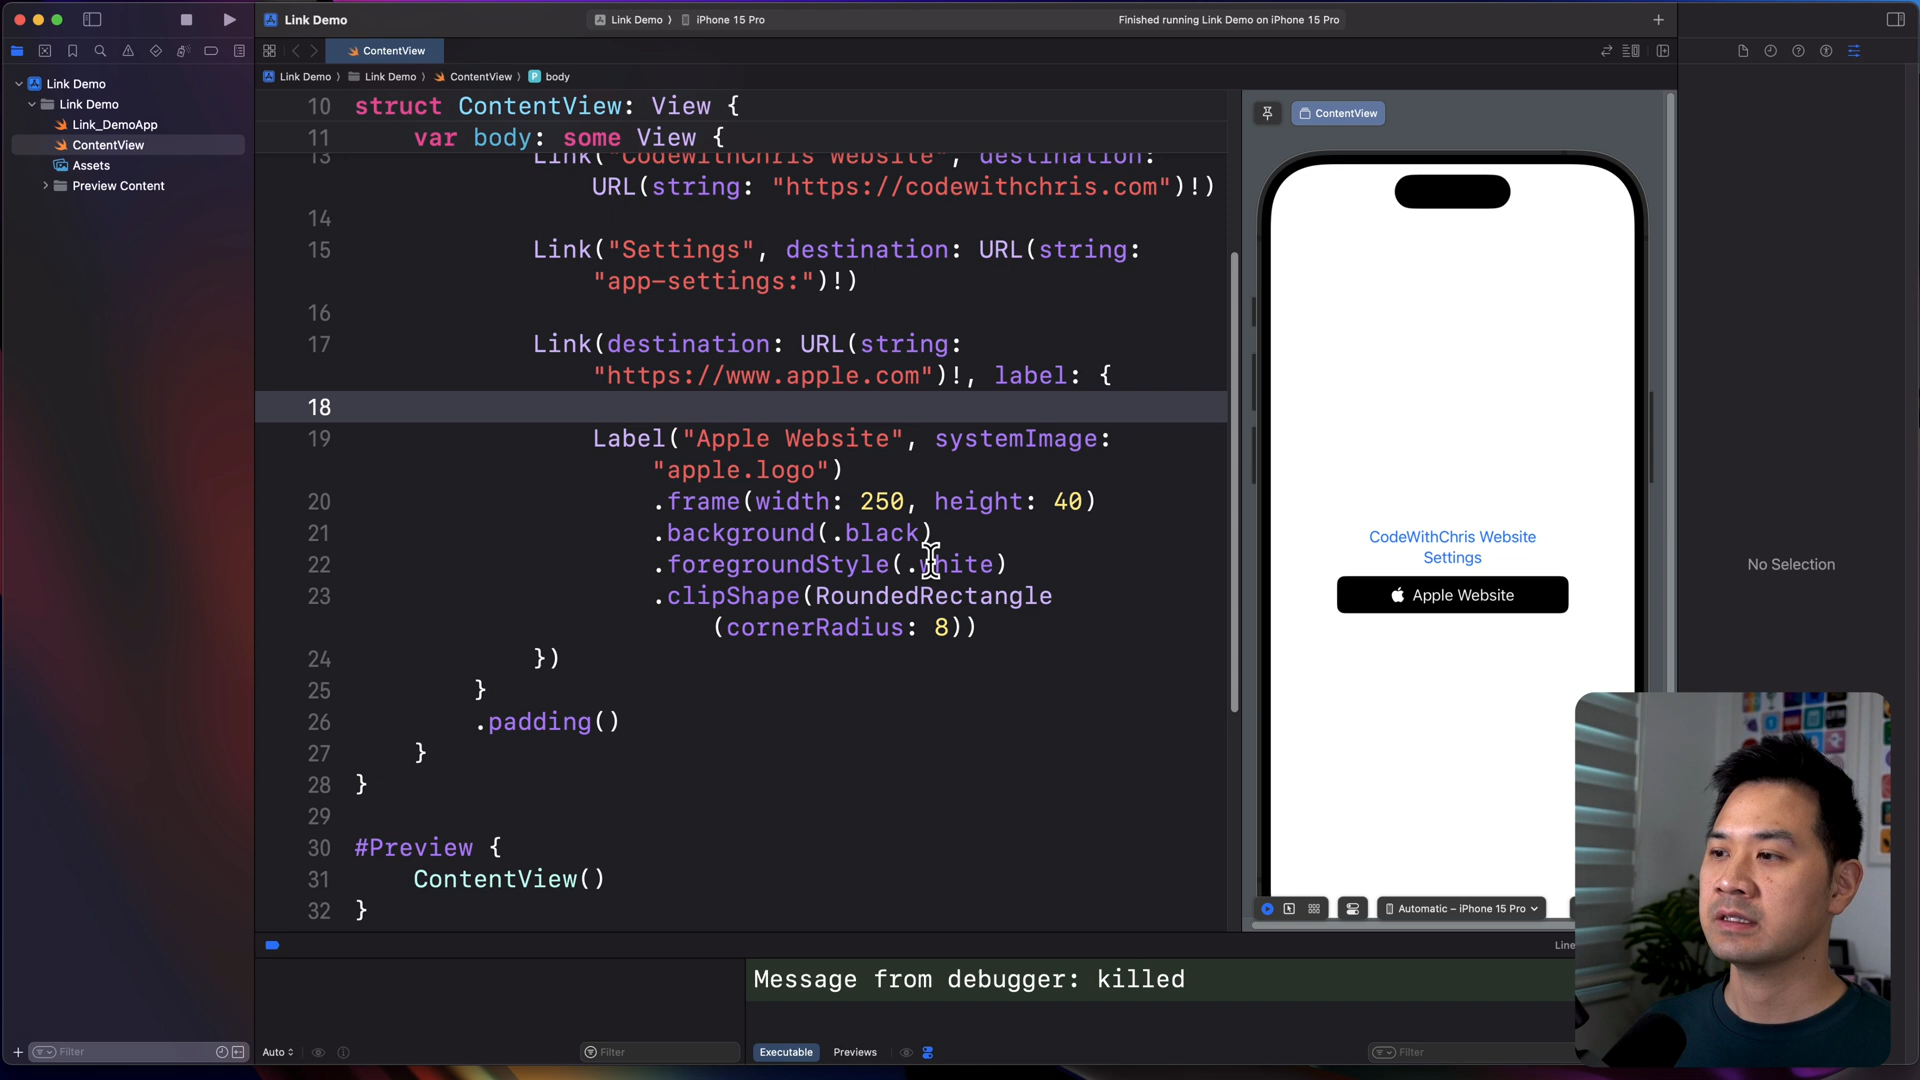 Link Demo
Link Demo 〉 iPhone 15 Pro
Finished running Link Demo on iPhone 15 Pro
ContentView
Link Demo 〉 Link Demo 〉 ContentView 〉 P body
Link Demo
Link Demo
Link_DemoApp
ContentView
Assets
Preview Content
10 struct ContentView: View {
11 var body: some View {
13 Link("CodeWithChris Website", destination:
URL(string: "https://codewithchris.com")!)
14
15 Link("Settings", destination: URL(string:
"app-settings:")!)
16
17 Link(destination: URL(string:
"https://www.apple.com")!, label: {
18
19 Label("Apple Website", systemImage:
"apple.logo")
20 .frame(width: 250, height: 40)
21 .background(.black)
22 .foregroundStyle(.white)
23 .clipShape(RoundedRectangle
(cornerRadius: 8))
24 })
25 }
26 .padding()
27 }
28 }
29
30 #Preview {
31 ContentView()
32 }
ContentView
CodeWithChris Website
Settings
Apple Website
Automatic – iPhone 15 Pro
No Selection
Line
Message from debugger: killed
Filter
Auto
Filter
Executable
Previews
Filter